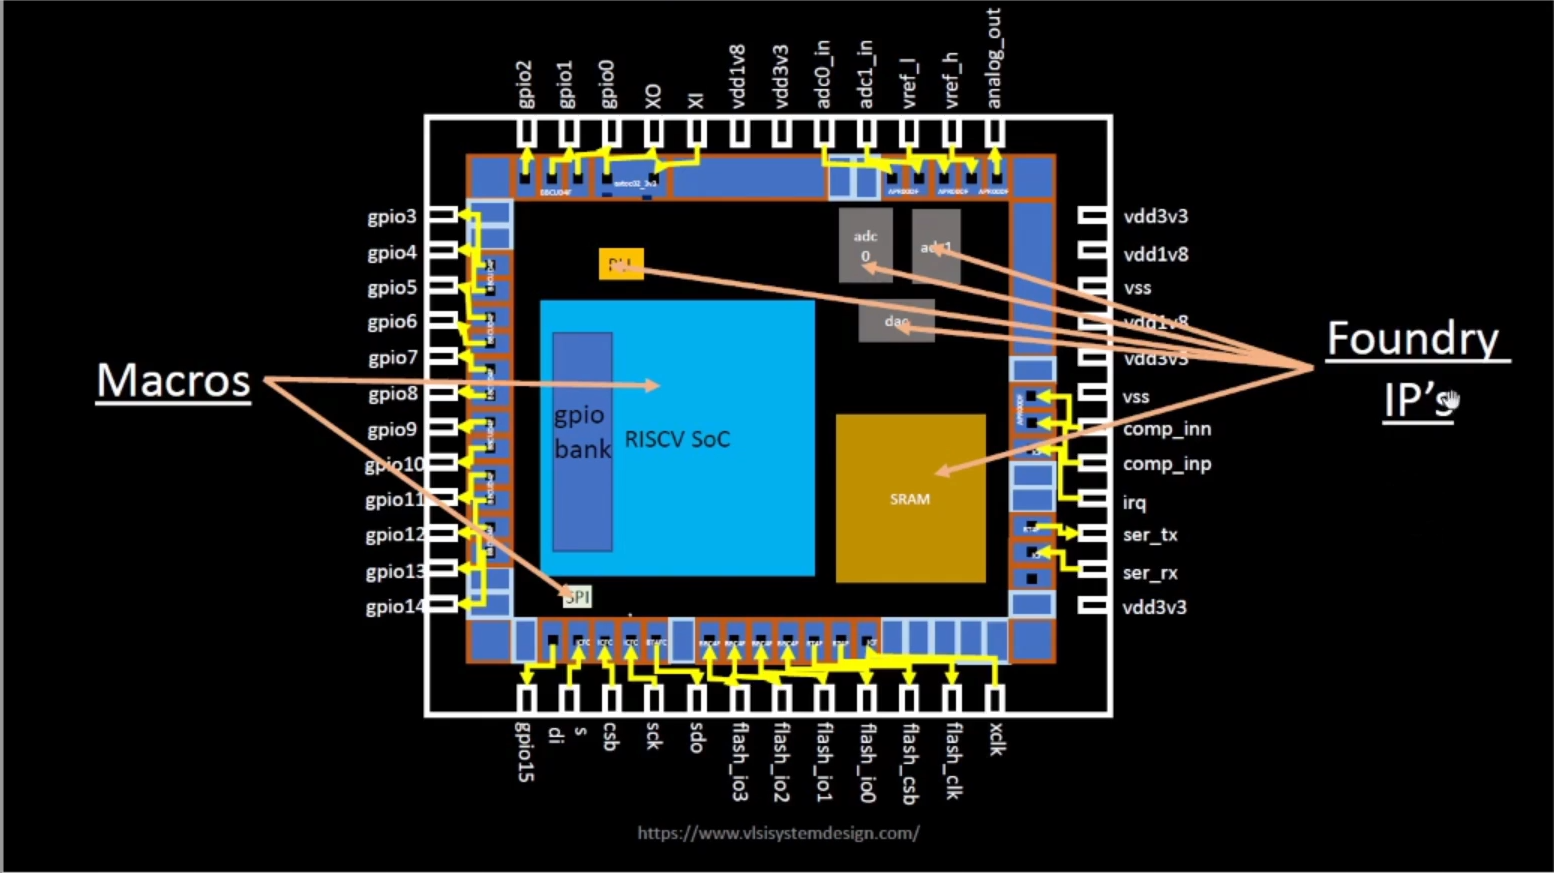 gpio2
gpio1
gpio0
XO
XI
vdd1v8
vdd3v3
adc0_in
adc1_in
vref_l
vref_h
analog_out
APR00DF
APR00DF
APR00DF
gpio3
gpio4
gpio5
gpio6
gpio7
gpio8
gpio9
gpio10
gpio11
gpio12
gpio13
gpio14
Macros
adc
0
adc1
PLL
dac
gpio
bank
RISCV SoC
SRAM
SPI
vdd3v3
vdd1v8
vss
vdd1v8
vdd3v3
vss
comp_inn
comp_inp
irq
ser_tx
ser_rx
vdd3v3
Foundry
IP's
gpio15
di
s
csb
sck
sdo
flash_io3
flash_io2
flash_io1
flash_io0
flash_csb
flash_clk
xclk
https://www.vlsisystemdesign.com/